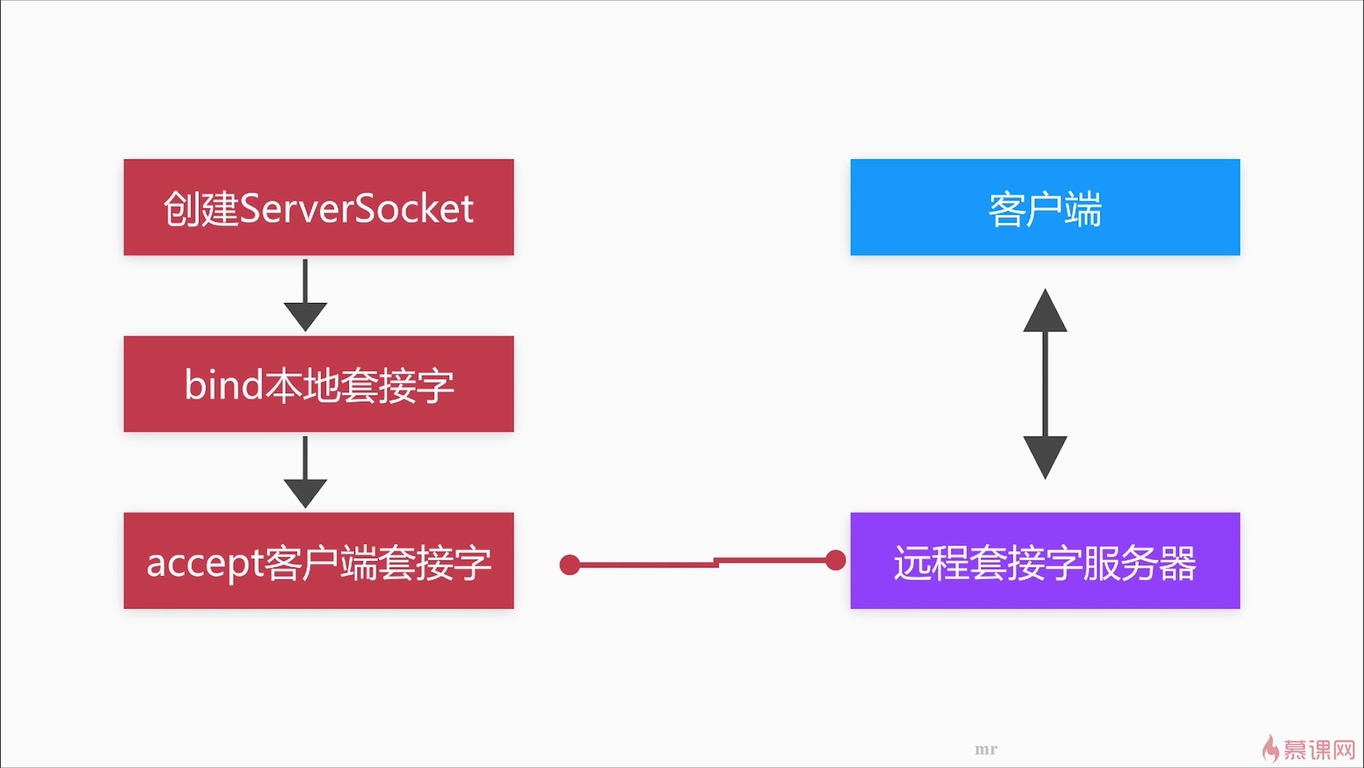 创建ServerSocket
客户端
bind本地套接字
accept客户端套接字
远程套接字服务器
mr
慕课网